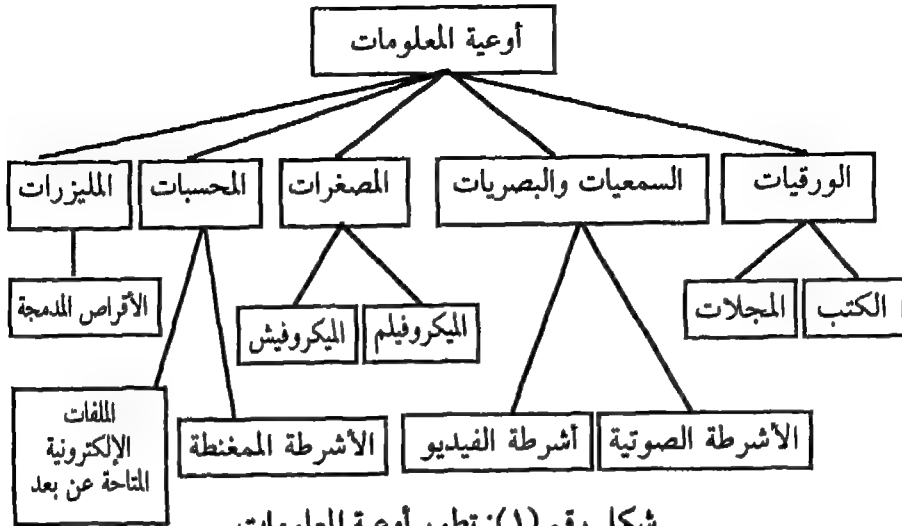 أوعية المعلومات
الورقيات
السمعيات والبصريات
المصغرات
المحسبات
المليزرات
الكتب
المجلات
الميكروفيلم
الميكروفيش
الأقراص المدمجة
الأشرطة الصوتية
أشرطة الفيديو
الأشرطة الممغنطة
الملفات
الإلكترونية
المتاحة عن بعد
شكل رقم (١): تطور أوعية المعلومات